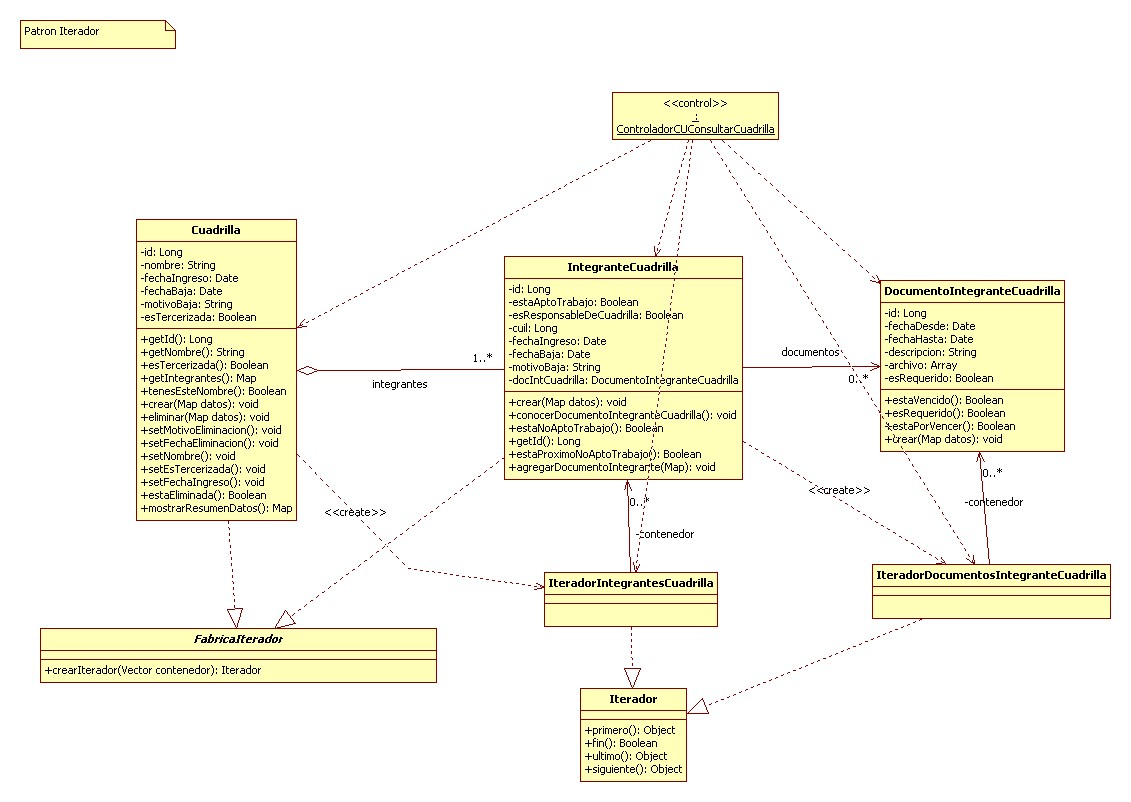 Patron Iterador
<<control>>
:
ControladorCUConsultarCuadrilla
Cuadrilla
-id: Long
-nombre: String
-fechaIngreso: Date
-fechaBaja: Date
-motivoBaja: String
-esTercerizada: Boolean
+getId(): Long
+getNombre(): String
+esTercerizada(): Boolean
+getIntegrantes(): Map
+tenesEsteNombre(): Boolean
+crear(Map datos): void
+eliminar(Map datos): void
+setMotivoEliminacion(): void
+setFechaEliminacion(): void
+setNombre(): void
+setEsTercerizada(): void
+setFechaIngreso(): void
+estaEliminada(): Boolean
+mostrarResumenDatos(): Map
1..*
integrantes
IntegranteCuadrilla
-id: Long
-estaAptoTrabajo: Boolean
-esResponsableDeCuadrilla: Boolean
-cuil: Long
-fechaIngreso: Date
-fechaBaja: Date
-motivoBaja: String
-docIntCuadrilla: DocumentoIntegranteCuadrilla
+crear(Map datos): void
+conocerDocumentoIntegranteCuadrilla(): void
+estaNoAptoTrabajo(): Boolean
+getId(): Long
+estaProximoNoAptoTrabajo(): Boolean
+agregarDocumentoIntegrante(Map): void
documentos
0..*
DocumentoIntegranteCuadrilla
-id: Long
-fechaDesde: Date
-fechaHasta: Date
-descripcion: String
-archivo: Array
-esRequerido: Boolean
+estaVencido(): Boolean
+esRequerido(): Boolean
+estaPorVencer(): Boolean
+crear(Map datos): void
<<create>>
0..*
-contenedor
<<create>>
0..*
-contenedor
IteradorIntegrantesCuadrilla
IteradorDocumentosIntegranteCuadrilla
FabricaIterador
+crearIterador(Vector contenedor): Iterador
Iterador
+primero(): Object
+fin(): Boolean
+ultimo(): Object
+siguiente(): Object